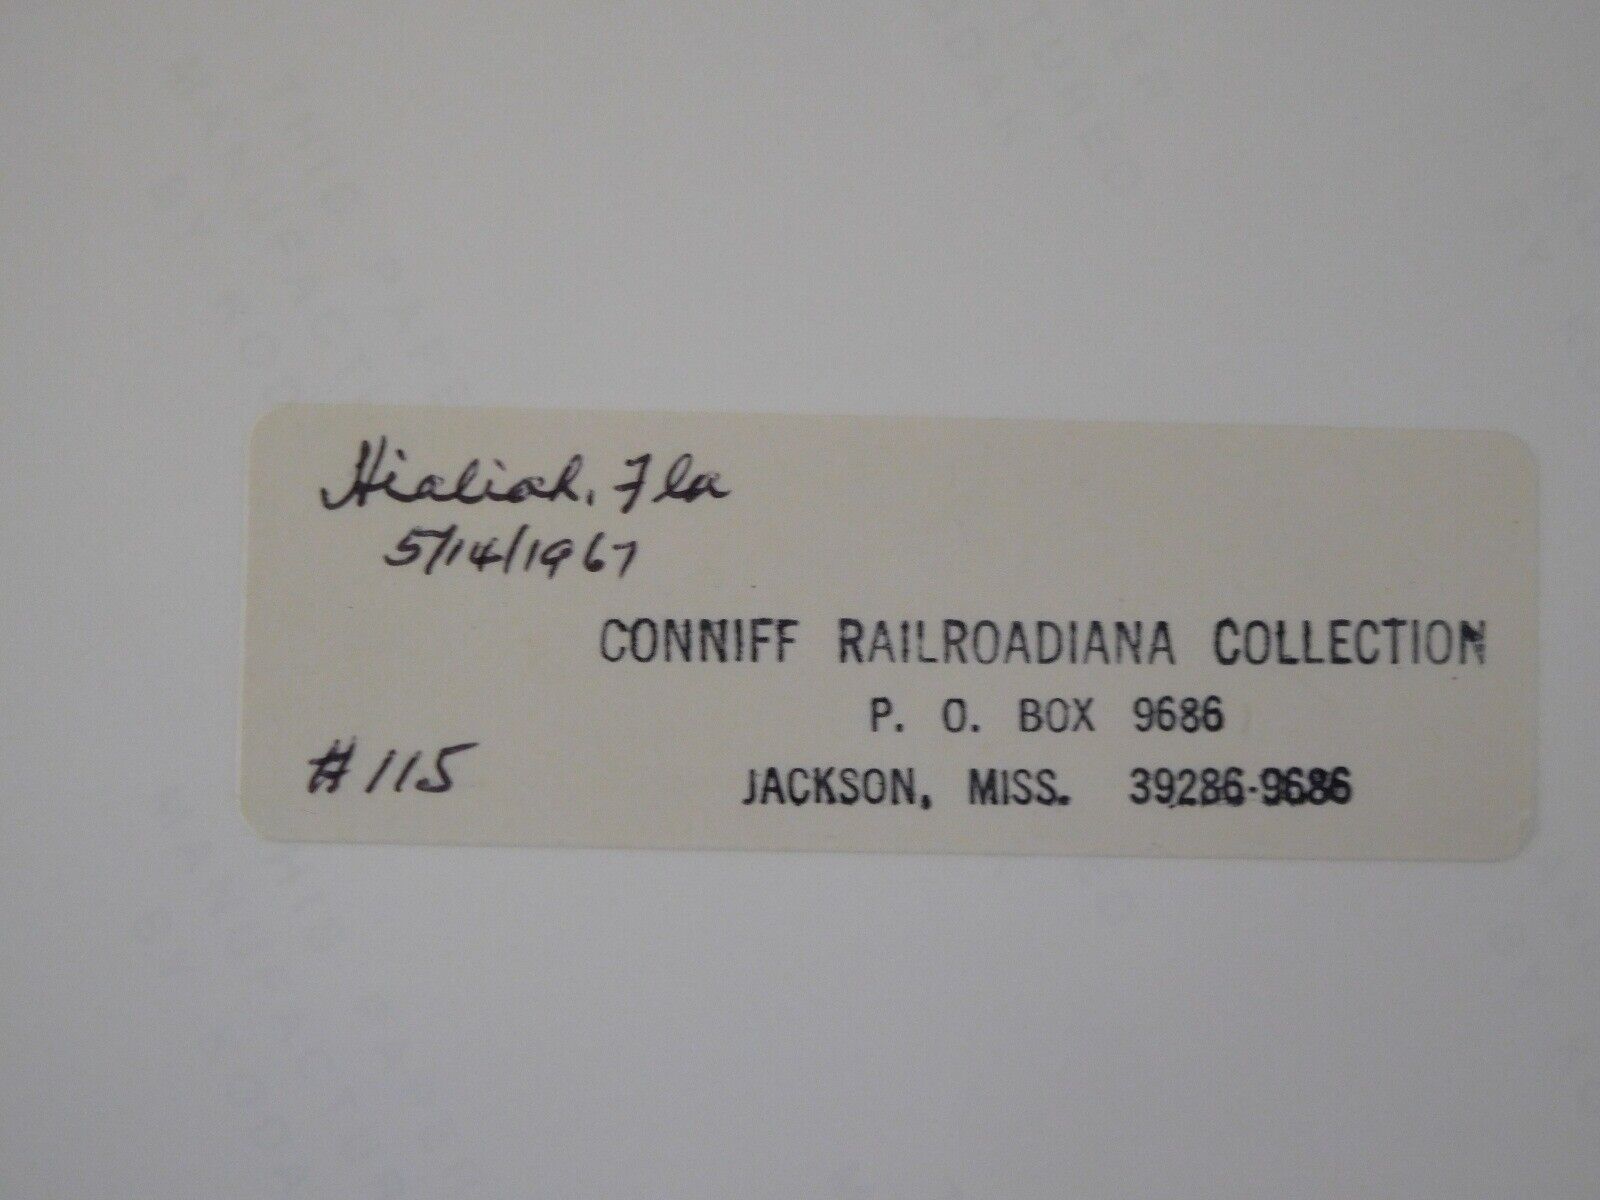 Hialiah, Fla
5/14/1967
CONNIFF RAILROADIANA COLLECTION
P. O. BOX 9686
#115
JACKSON, MISS. 39286-9686